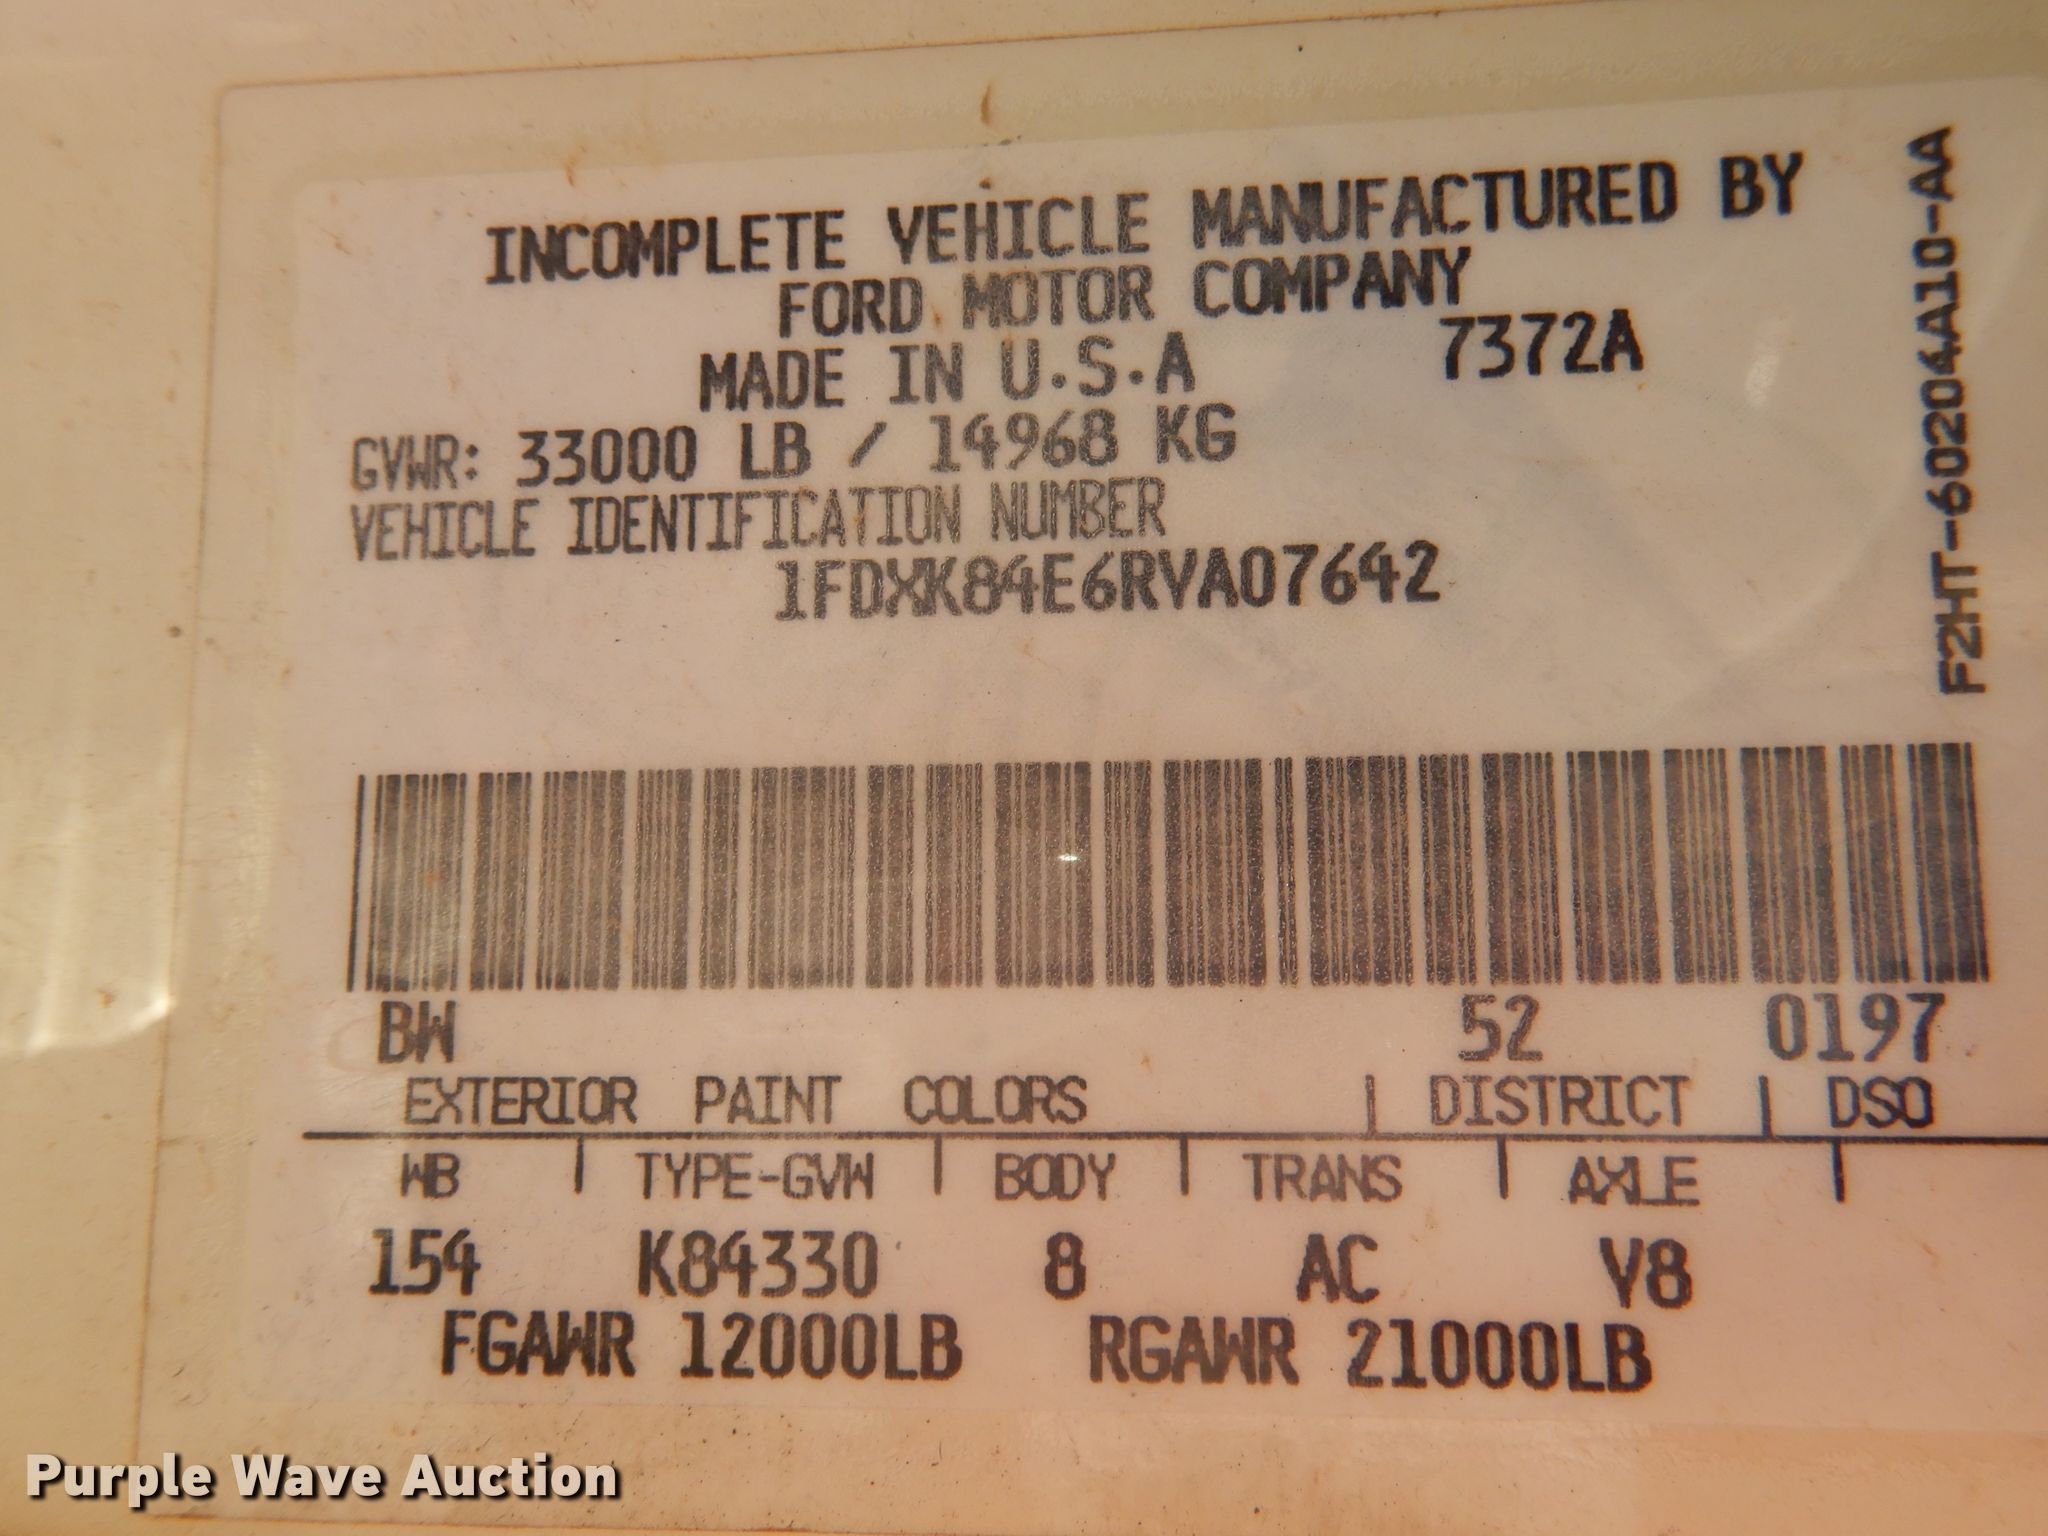 INCOMPLETE VEHICLE MANUFACTURED BY
FORD MOTOR COMPANY
MADE IN U.S.A 7372A
GVWR: 33000 LB / 14968 KG
VEHICLE IDENTIFICATION NUMBER
1FDXK84E6RVA07642
F2HT-60204A10-AA
BW 52 0197
EXTERIOR PAINT COLORS | DISTRICT | DSO
WB | TYPE-GVW | BODY | TRANS | AXLE |
154 K84330 8 AC V8
FGAWR 12000LB RGAWR 21000LB
Purple Wave Auction